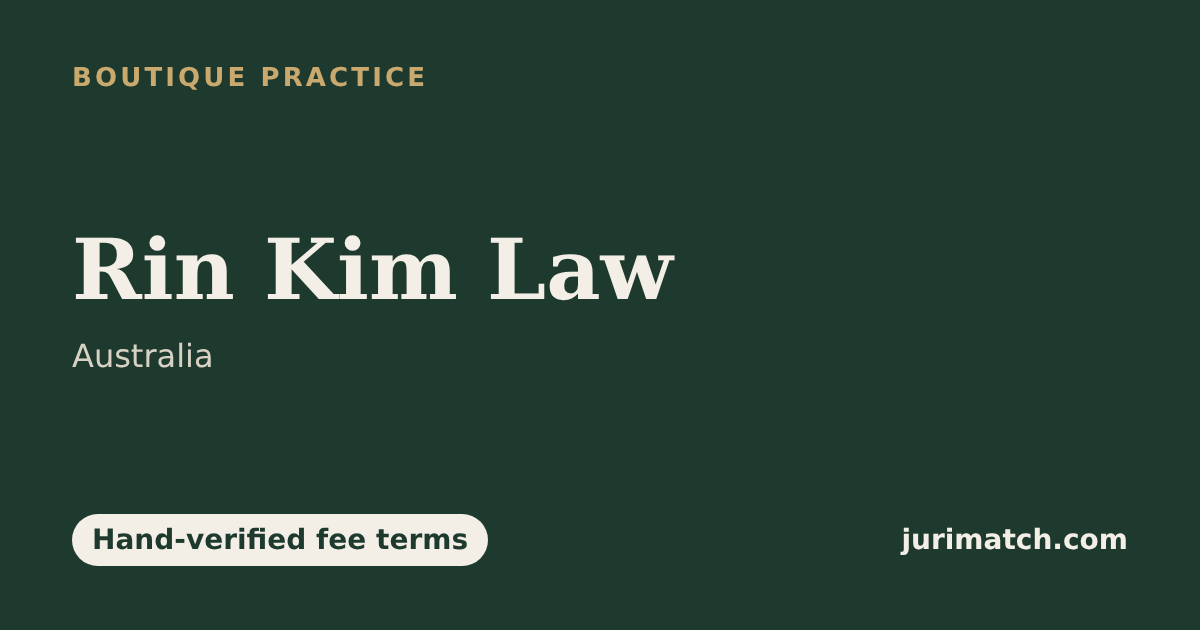 BOUTIQUE PRACTICE
Rin Kim Law
Australia
Hand-verified fee terms
jurimatch.com